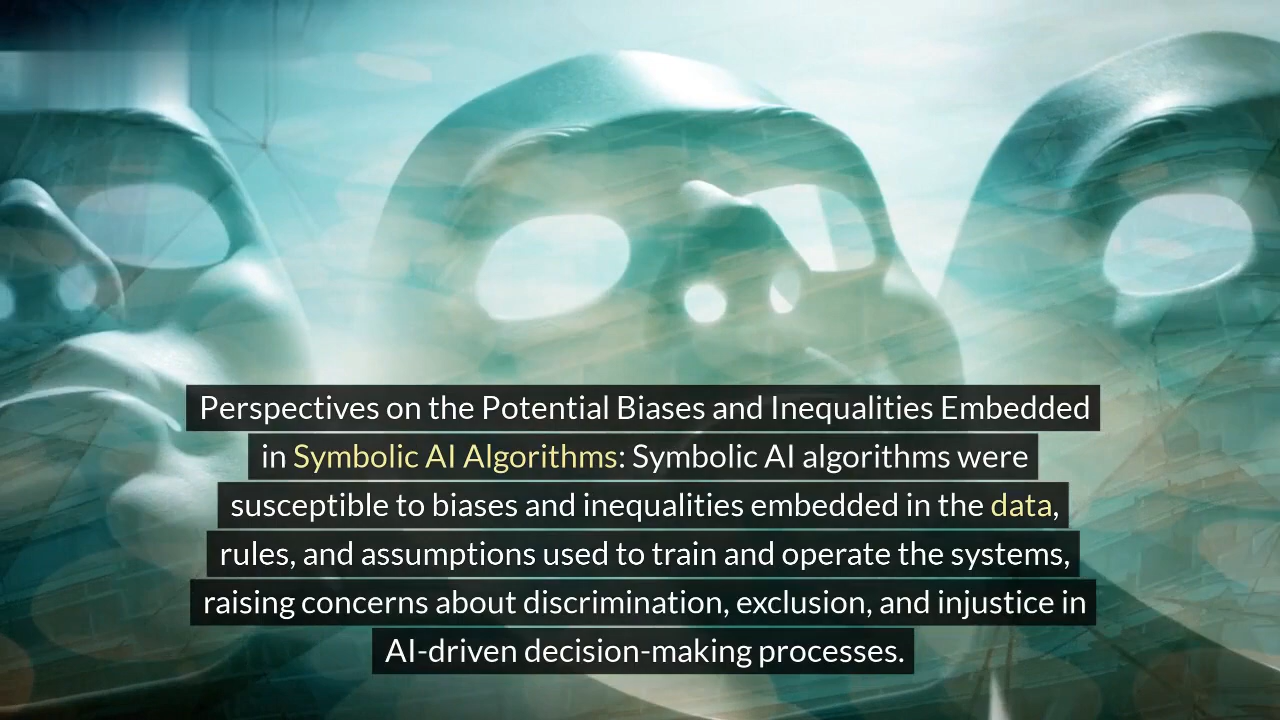 Perspectives on the Potential Biases and Inequalities Embedded
in Symbolic AI Algorithms: Symbolic AI algorithms were
susceptible to biases and inequalities embedded in the data,
rules, and assumptions used to train and operate the systems,
raising concerns about discrimination, exclusion, and injustice in
AI-driven decision-making processes.